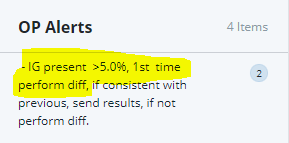 OP Alerts
4 Items
- IG present >5.0%, 1st time
perform diff, if consistent with
previous, send results, if not
perform diff.
2